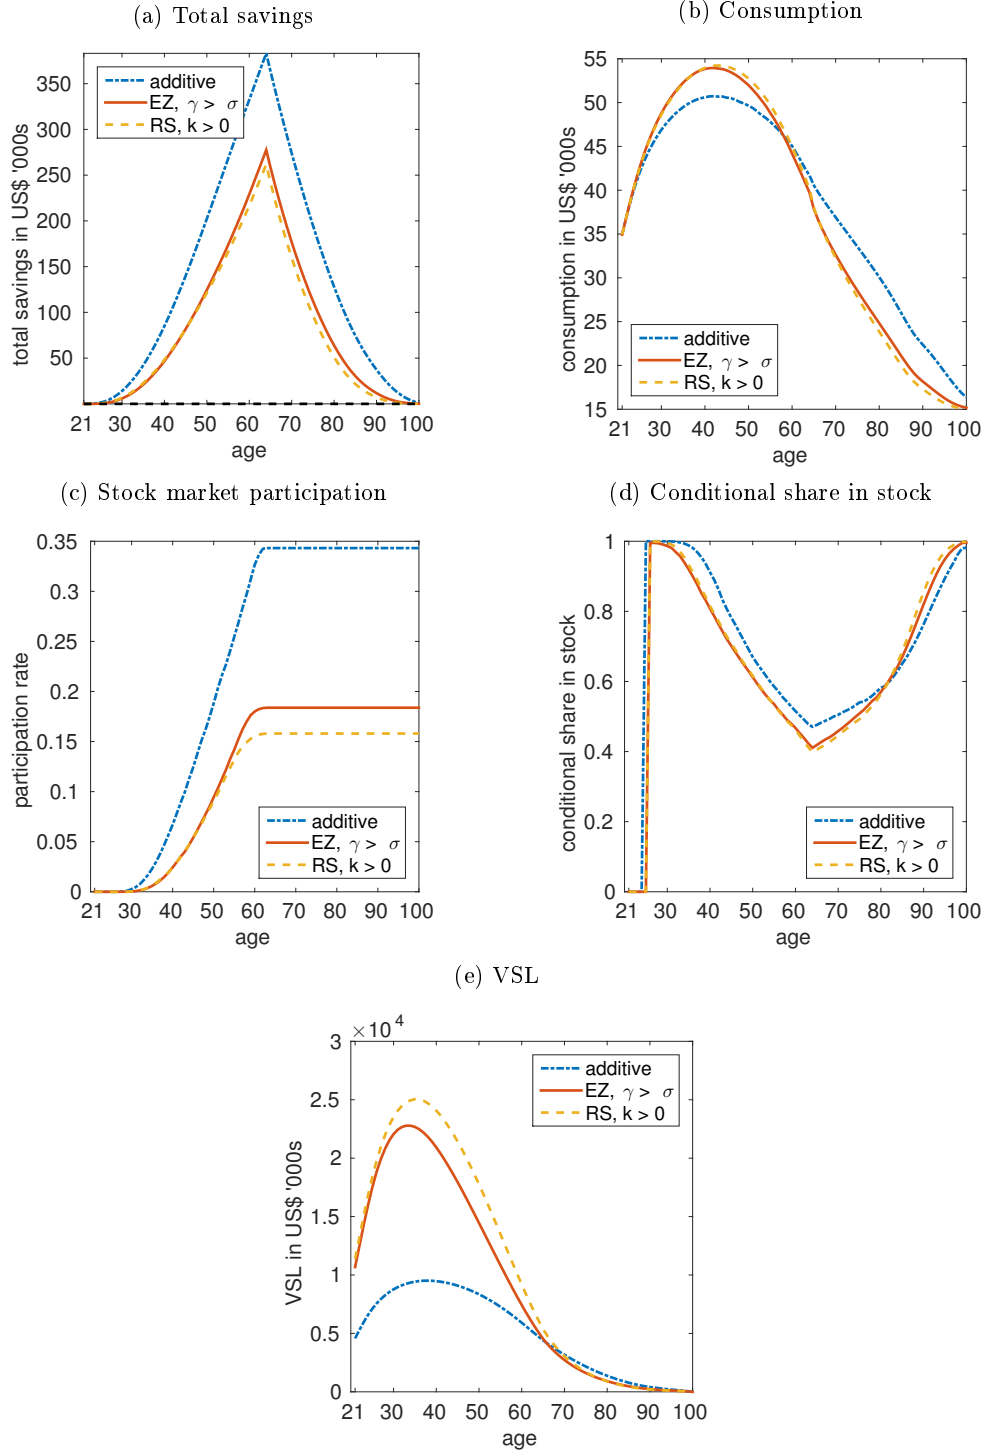 (a) Total savings
total savings in US$ '000s
350
300
250
200
150
100
50
additive
EZ, γ > σ
RS, k > 0
21 30 40 50 60 70 80 90 100
age
(b) Consumption
consumption in US$ '000s
55
50
45
40
35
30
25
20
15
additive
EZ, γ > σ
RS, k > 0
21 30 40 50 60 70 80 90 100
age
(c) Stock market participation
participation rate
0.35
0.3
0.25
0.2
0.15
0.1
0.05
0
additive
EZ, γ > σ
RS, k > 0
21 30 40 50 60 70 80 90 100
age
(d) Conditional share in stock
conditional share in stock
1
0.8
0.6
0.4
0.2
0
additive
EZ, γ > σ
RS, k > 0
21 30 40 50 60 70 80 90 100
age
(e) VSL
×10⁴
VSL in US$ '000s
3
2.5
2
1.5
1
0.5
0
additive
EZ, γ > σ
RS, k > 0
21 30 40 50 60 70 80 90 100
age